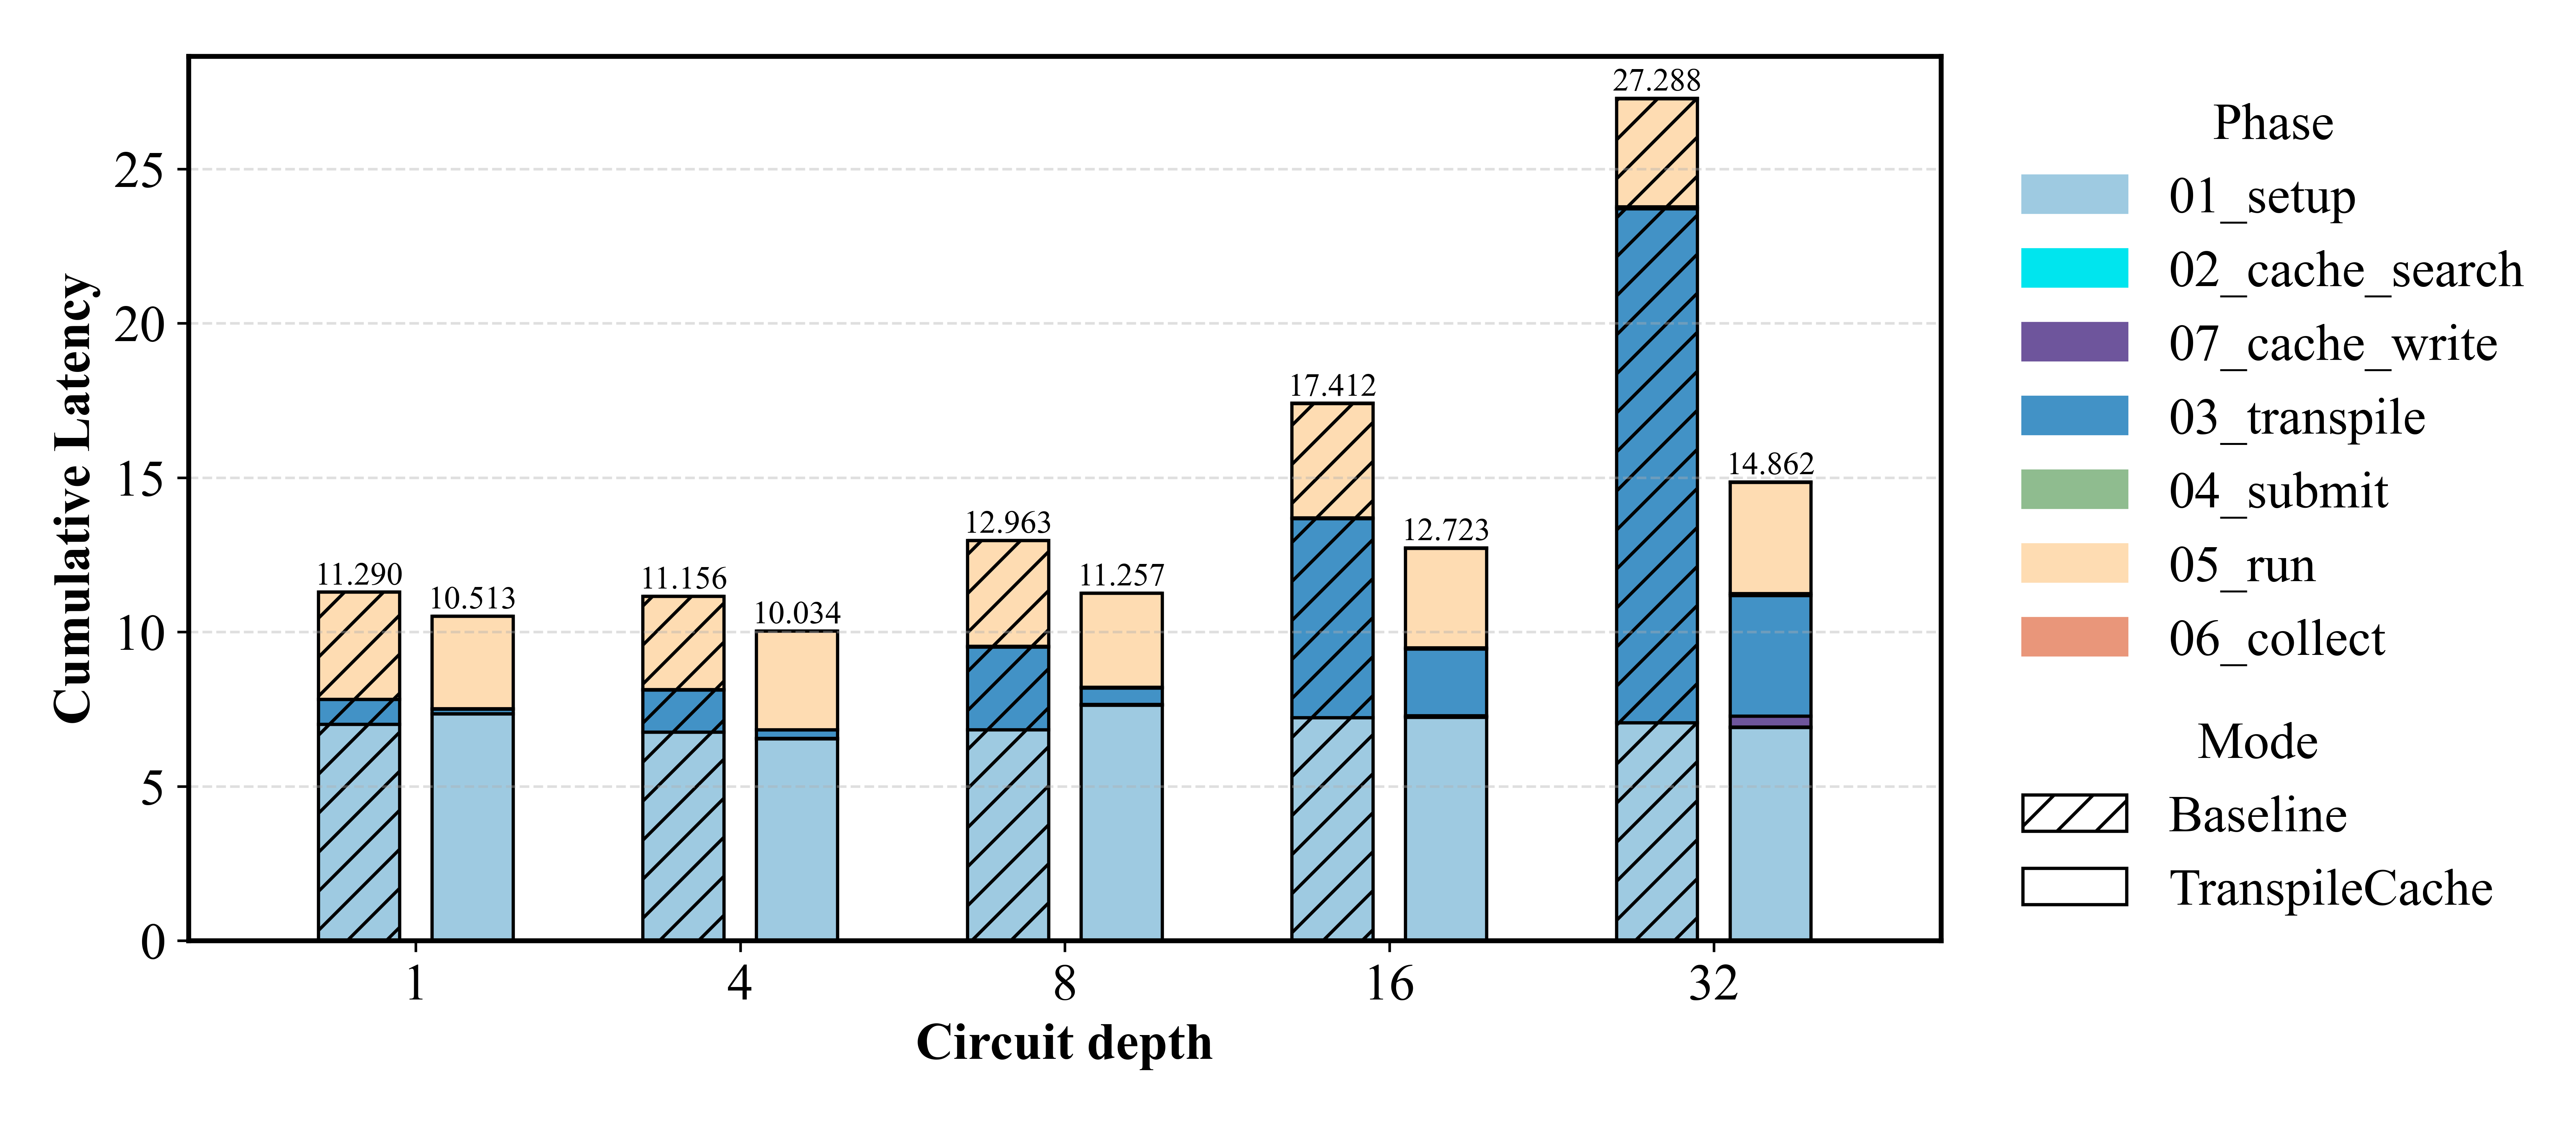 27.288
25
20
17.412
15
14.862
12.963
12.723
11.290
11.156
11.257
10.513
10.034
10
5
0
Cumulative Latency
1 4 8 16 32
Circuit depth
Phase
01_setup
02_cache_search
07_cache_write
03_transpile
04_submit
05_run
06_collect
Mode
Baseline
TranspileCache